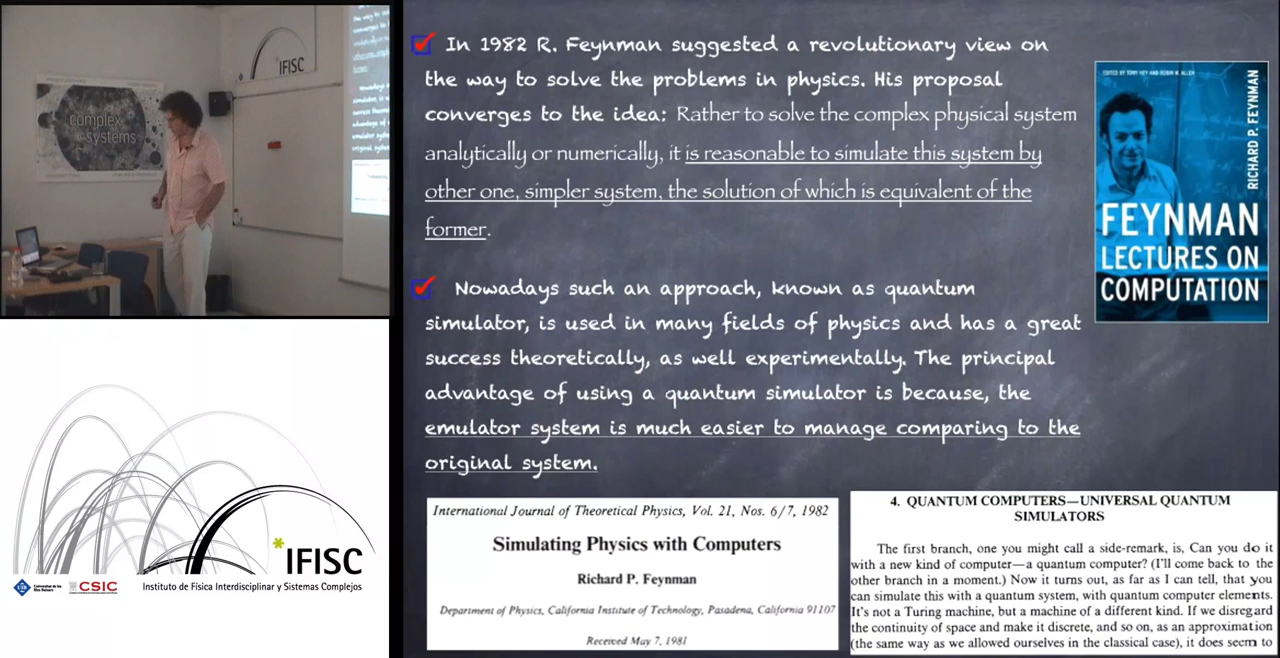 complex
systems
IFISC
In 1982 R. Feynman suggested a revolutionary view on
the way to solve the problems in physics. His proposal
converges to the idea: Rather to solve the complex physical system
analytically or numerically, it is reasonable to simulate this system by
other one, simpler system, the solution of which is equivalent of the
former.
Nowadays such an approach, known as quantum
simulator, is used in many fields of physics and has a great
success theoretically, as well experimentally. The principal
advantage of using a quantum simulator is because, the
emulator system is much easier to manage comparing to the
original system.
EDITED BY TONY HEY AND ROBIN W. ALLEN
RICHARD P. FEYNMAN
FEYNMAN
LECTURES ON
COMPUTATION
International Journal of Theoretical Physics, Vol. 21, Nos. 6/7, 1982
Simulating Physics with Computers
Richard P. Feynman
Department of Physics, California Institute of Technology, Pasadena, California 91107
Received May 7, 1981
4. QUANTUM COMPUTERS—UNIVERSAL QUANTUM
SIMULATORS
The first branch, one you might call a side-remark, is, Can you do it
with a new kind of computer—a quantum computer? (I'll come back to the
other branch in a moment.) Now it turns out, as far as I can tell, that you
can simulate this with a quantum system, with quantum computer elements.
It's not a Turing machine, but a machine of a different kind. If we disregard
the continuity of space and make it discrete, and so on, as an approximation
(the same way as we allowed ourselves in the classical case), it does seem to
*IFISC
UIB
Universitat de les
Illes Balears
CSIC
Instituto de Física Interdisciplinar y Sistemas Complejos